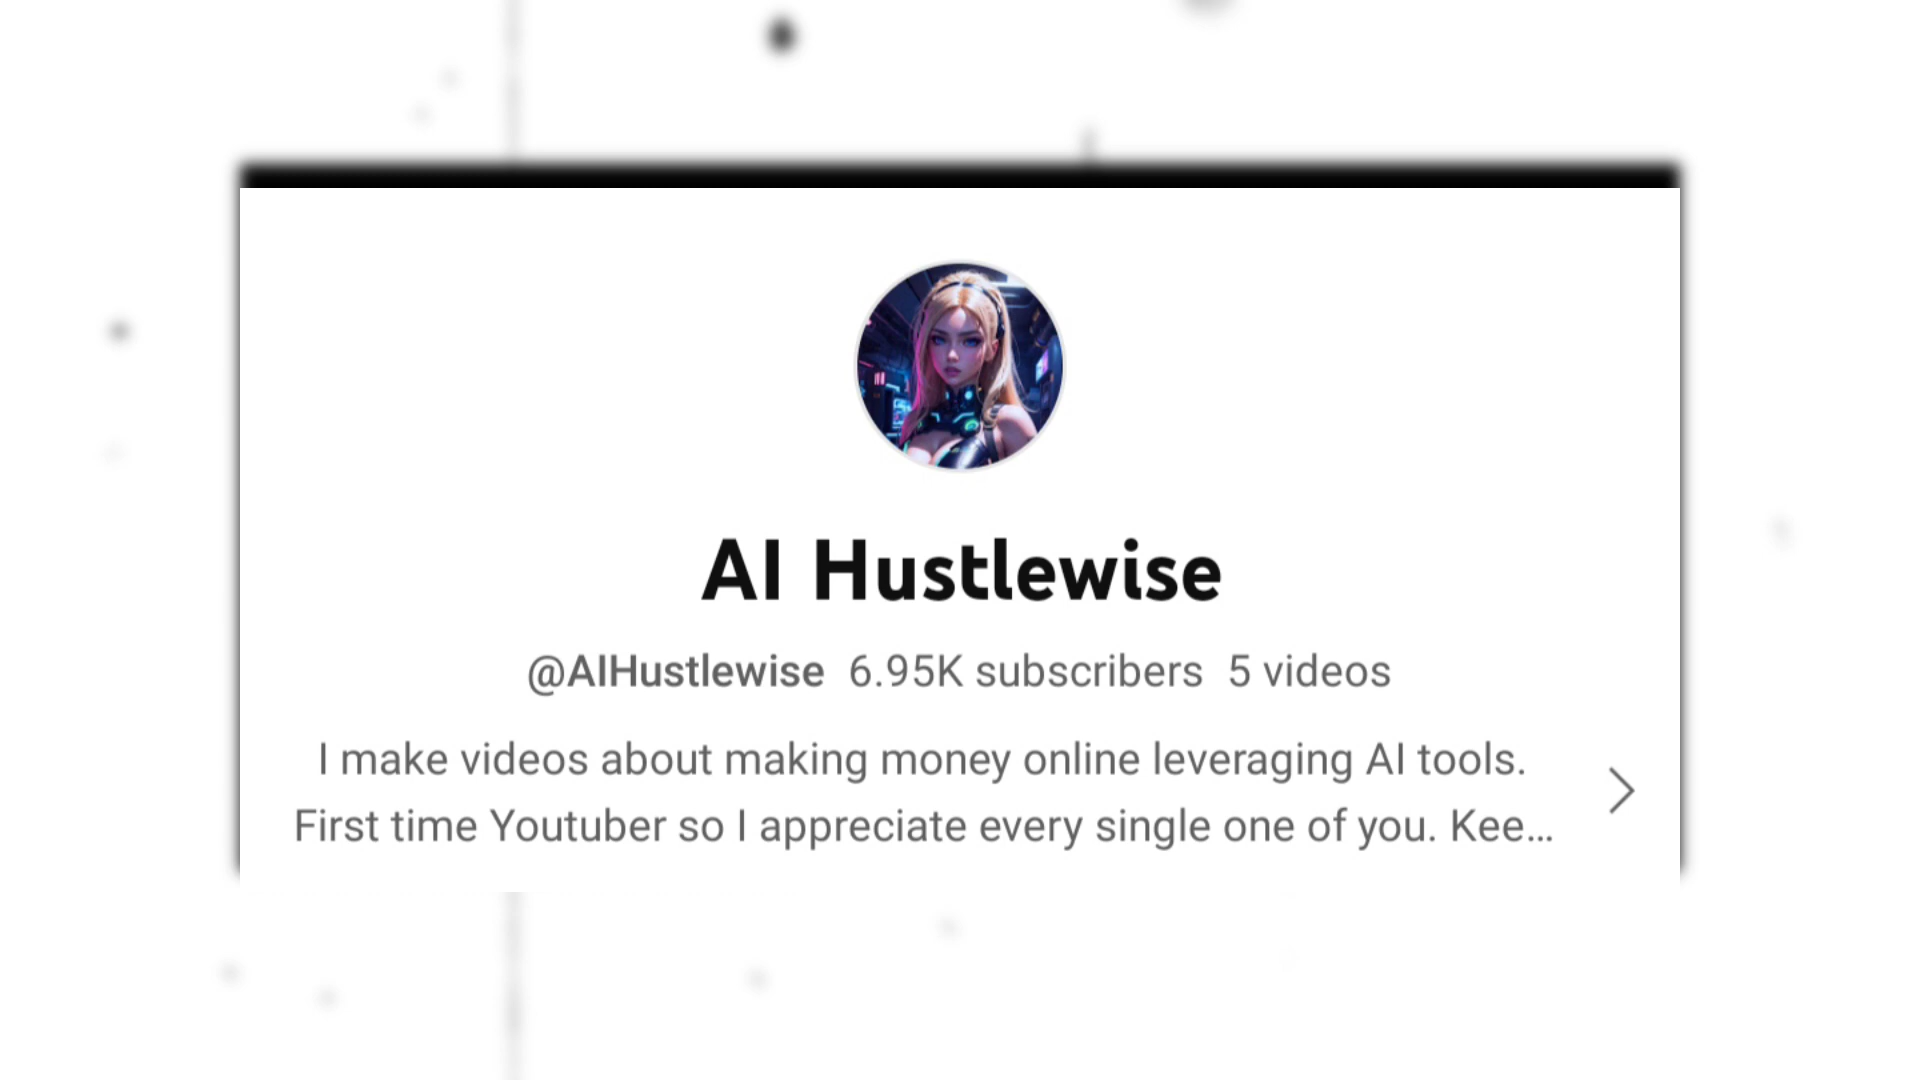 AI Hustlewise
@AIHustlewise 6.95K subscribers 5 videos
I make videos about making money online leveraging AI tools.
First time Youtuber so I appreciate every single one of you. Kee...